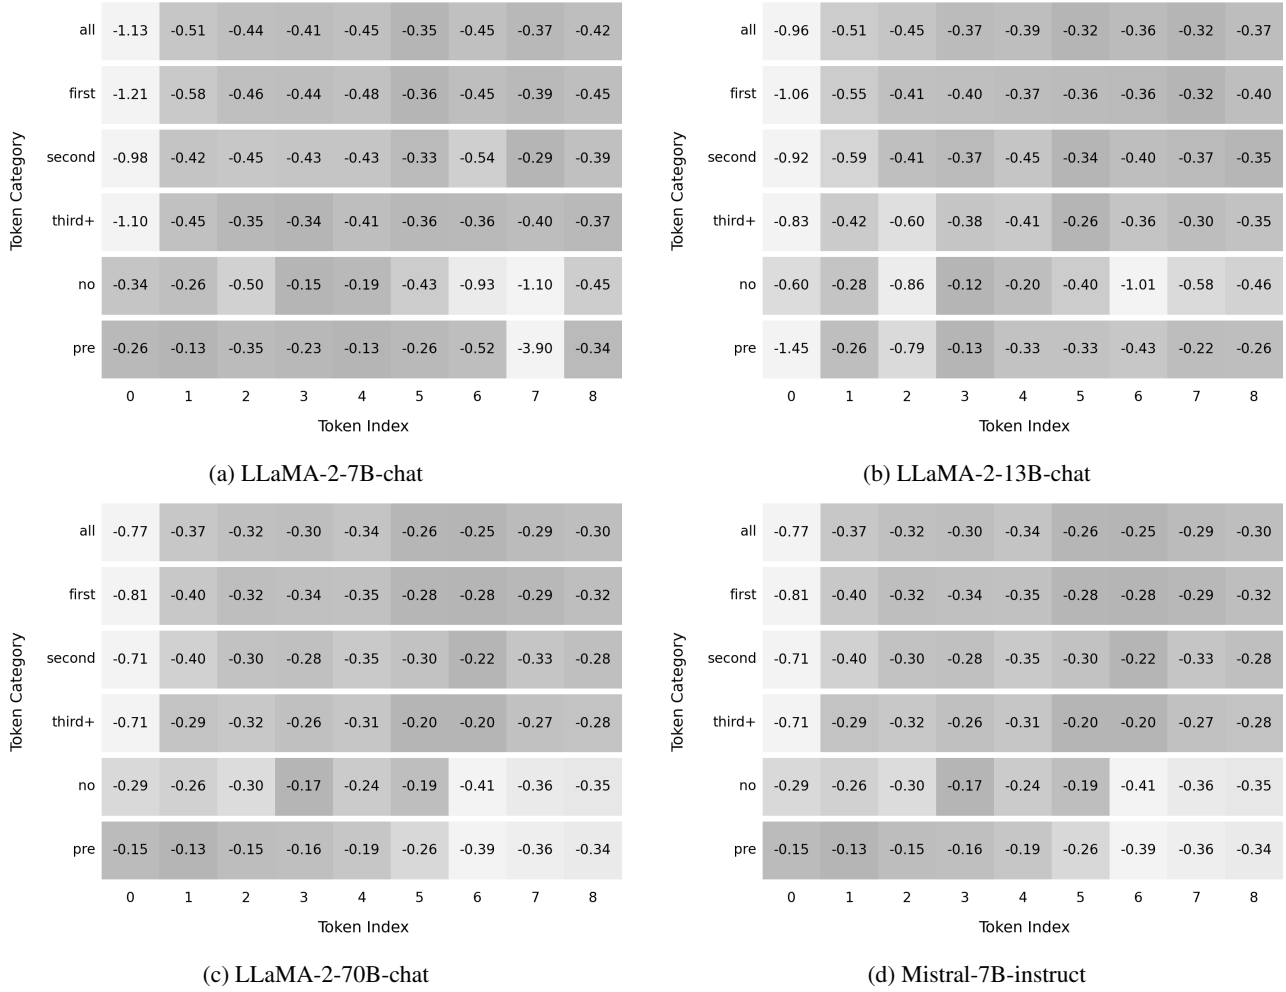 all -1.13 -0.51 -0.44 -0.41 -0.45 -0.35 -0.45 -0.37 -0.42
first -1.21 -0.58 -0.46 -0.44 -0.48 -0.36 -0.45 -0.39 -0.45
second -0.98 -0.42 -0.45 -0.43 -0.43 -0.33 -0.54 -0.29 -0.39
third+ -1.10 -0.45 -0.35 -0.34 -0.41 -0.36 -0.36 -0.40 -0.37
no -0.34 -0.26 -0.50 -0.15 -0.19 -0.43 -0.93 -1.10 -0.45
pre -0.26 -0.13 -0.35 -0.23 -0.13 -0.26 -0.52 -3.90 -0.34
0 1 2 3 4 5 6 7 8
Token Index
Token Category
(a) LLaMA-2-7B-chat
all -0.96 -0.51 -0.45 -0.37 -0.39 -0.32 -0.36 -0.32 -0.37
first -1.06 -0.55 -0.41 -0.40 -0.37 -0.36 -0.36 -0.32 -0.40
second -0.92 -0.59 -0.41 -0.37 -0.45 -0.34 -0.40 -0.37 -0.35
third+ -0.83 -0.42 -0.60 -0.38 -0.41 -0.26 -0.36 -0.30 -0.35
no -0.60 -0.28 -0.86 -0.12 -0.20 -0.40 -1.01 -0.58 -0.46
pre -1.45 -0.26 -0.79 -0.13 -0.33 -0.33 -0.43 -0.22 -0.26
0 1 2 3 4 5 6 7 8
Token Index
Token Category
(b) LLaMA-2-13B-chat
all -0.77 -0.37 -0.32 -0.30 -0.34 -0.26 -0.25 -0.29 -0.30
first -0.81 -0.40 -0.32 -0.34 -0.35 -0.28 -0.28 -0.29 -0.32
second -0.71 -0.40 -0.30 -0.28 -0.35 -0.30 -0.22 -0.33 -0.28
third+ -0.71 -0.29 -0.32 -0.26 -0.31 -0.20 -0.20 -0.27 -0.28
no -0.29 -0.26 -0.30 -0.17 -0.24 -0.19 -0.41 -0.36 -0.35
pre -0.15 -0.13 -0.15 -0.16 -0.19 -0.26 -0.39 -0.36 -0.34
0 1 2 3 4 5 6 7 8
Token Index
Token Category
(c) LLaMA-2-70B-chat
all -0.77 -0.37 -0.32 -0.30 -0.34 -0.26 -0.25 -0.29 -0.30
first -0.81 -0.40 -0.32 -0.34 -0.35 -0.28 -0.28 -0.29 -0.32
second -0.71 -0.40 -0.30 -0.28 -0.35 -0.30 -0.22 -0.33 -0.28
third+ -0.71 -0.29 -0.32 -0.26 -0.31 -0.20 -0.20 -0.27 -0.28
no -0.29 -0.26 -0.30 -0.17 -0.24 -0.19 -0.41 -0.36 -0.35
pre -0.15 -0.13 -0.15 -0.16 -0.19 -0.26 -0.39 -0.36 -0.34
0 1 2 3 4 5 6 7 8
Token Index
Token Category
(d) Mistral-7B-instruct